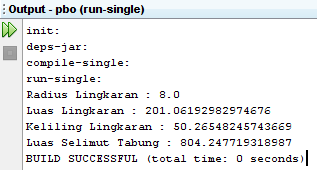 Output - pbo (run-single)
init:
deps-jar:
compile-single:
run-single:
Radius Lingkaran : 8.0
Luas Lingkaran : 201.06192982974676
Keliling Lingkaran : 50.26548245743669
Luas Selimut Tabung : 804.247719318987
BUILD SUCCESSFUL (total time: 0 seconds)